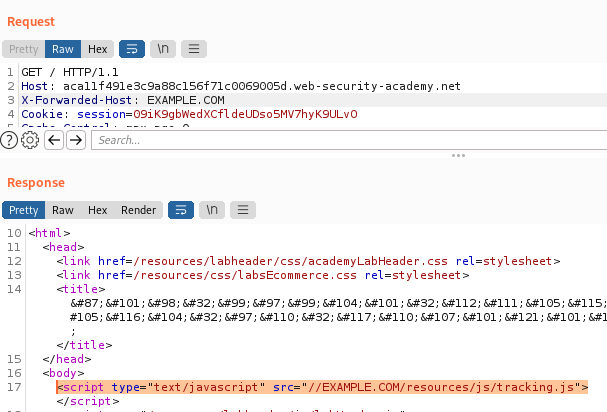 Request
Pretty Raw Hex \n
1 GET / HTTP/1.1
2 Host: aca11f491e3c9a88c156f71c0069005d.web-security-academy.net
3 X-Forwarded-Host: EXAMPLE.COM
4 Cookie: session=09iK9gbWedXCfldeUDso5MV7hyK9ULvO
Search...
Response
Pretty Raw Hex Render \n
10 <html>
11 <head>
12 <link href=/resources/labheader/css/academyLabHeader.css rel=stylesheet>
13 <link href=/resources/css/labsEcommerce.css rel=stylesheet>
14 <title>
&#87;&#101;&#98;&#32;&#99;&#97;&#99;&#104;&#101;&#32;&#112;&#111;&#105;&#115;
#105;&#116;&#104;&#32;&#97;&#110;&#32;&#117;&#110;&#107;&#101;&#121;&#101;&#1
;
</title>
15 </head>
16 <body>
17 <script type="text/javascript" src="//EXAMPLE.COM/resources/js/tracking.js">
</script>